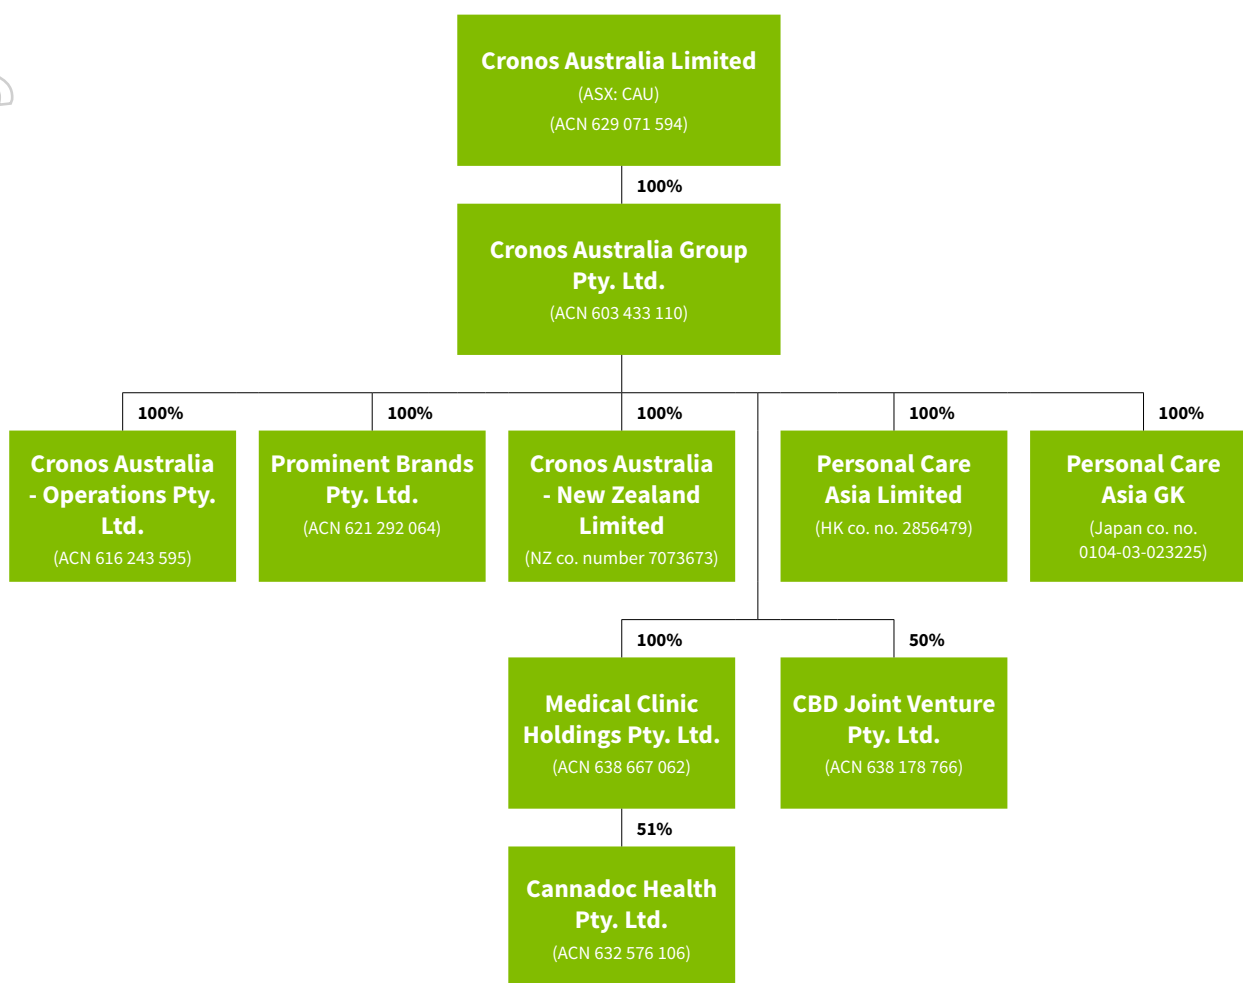 Cronos Australia Limited
(ASX: CAU)
(ACN 629 071 594)
100%
Cronos Australia Group
Pty. Ltd.
(ACN 603 433 110)
100%
100%
100%
100%
100%
Cronos Australia
- Operations Pty.
Ltd.
(ACN 616 243 595)
Prominent Brands
Pty. Ltd.
(ACN 621 292 064)
Cronos Australia
- New Zealand
Limited
(NZ co. number 7073673)
Personal Care
Asia Limited
(HK co. no. 2856479)
Personal Care
Asia GK
(Japan co. no.
0104-03-023225)
100%
50%
Medical Clinic
Holdings Pty. Ltd.
(ACN 638 667 062)
CBD Joint Venture
Pty. Ltd.
(ACN 638 178 766)
51%
Cannadoc Health
Pty. Ltd.
(ACN 632 576 106)